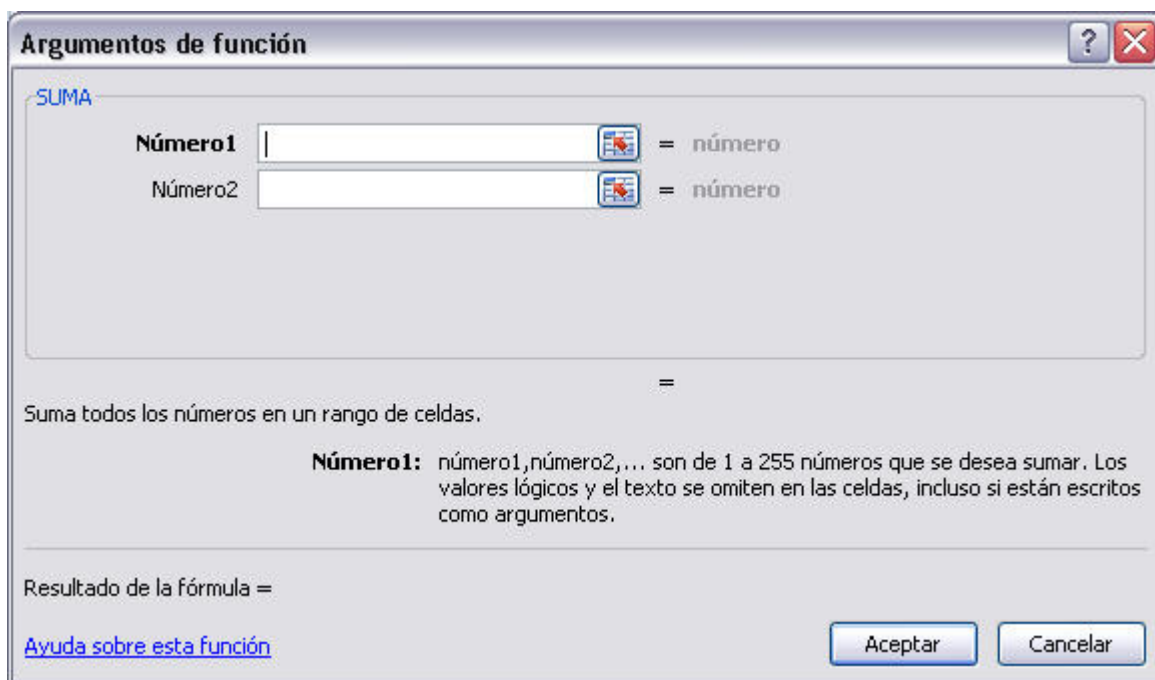 Argumentos de función
SUMA
Número1 = número
Número2 = número
=
Suma todos los números en un rango de celdas.
Número1: número1,número2,... son de 1 a 255 números que se desea sumar. Los
valores lógicos y el texto se omiten en las celdas, incluso si están escritos
como argumentos.
Resultado de la fórmula =
Ayuda sobre esta función
Aceptar
Cancelar